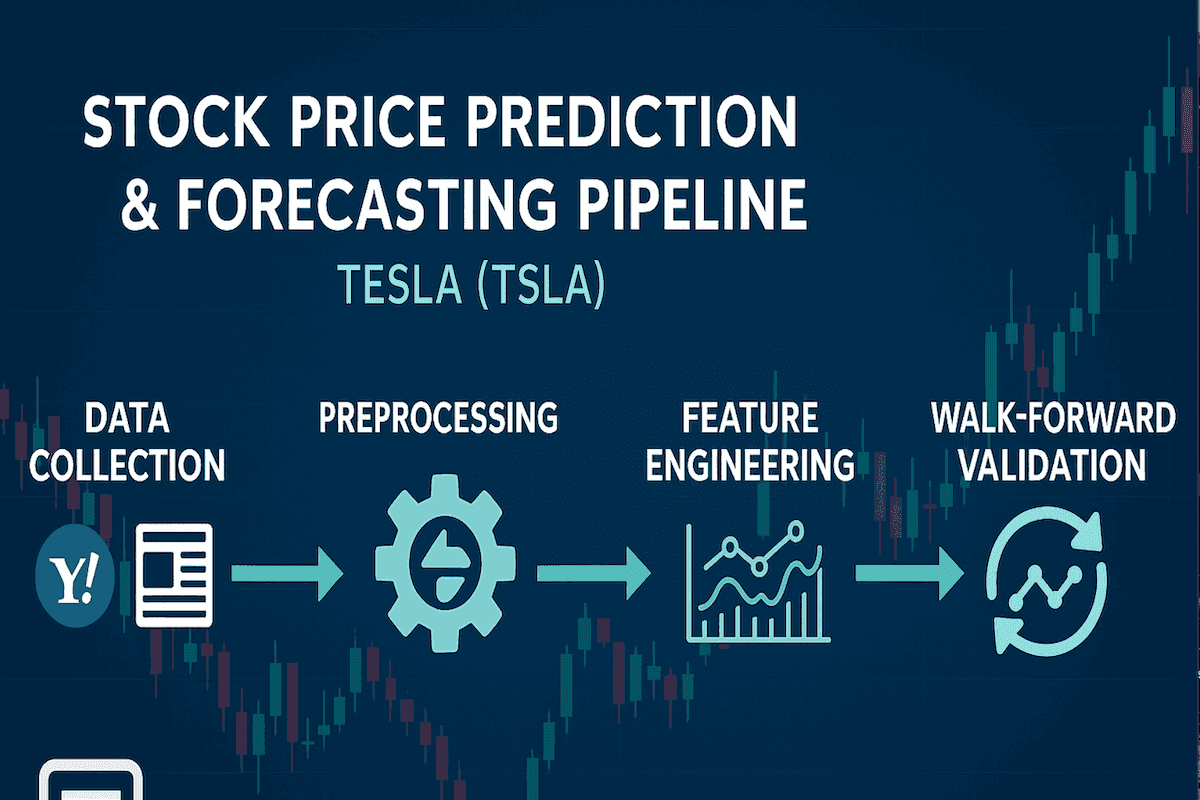 STOCK PRICE PREDICTION
& FORECASTING PIPELINE
TESLA (TSLA)
DATA
COLLECTION
PREPROCESSING
FEATURE
ENGINEERING
WALK-FORWARD
VALIDATION
Y!